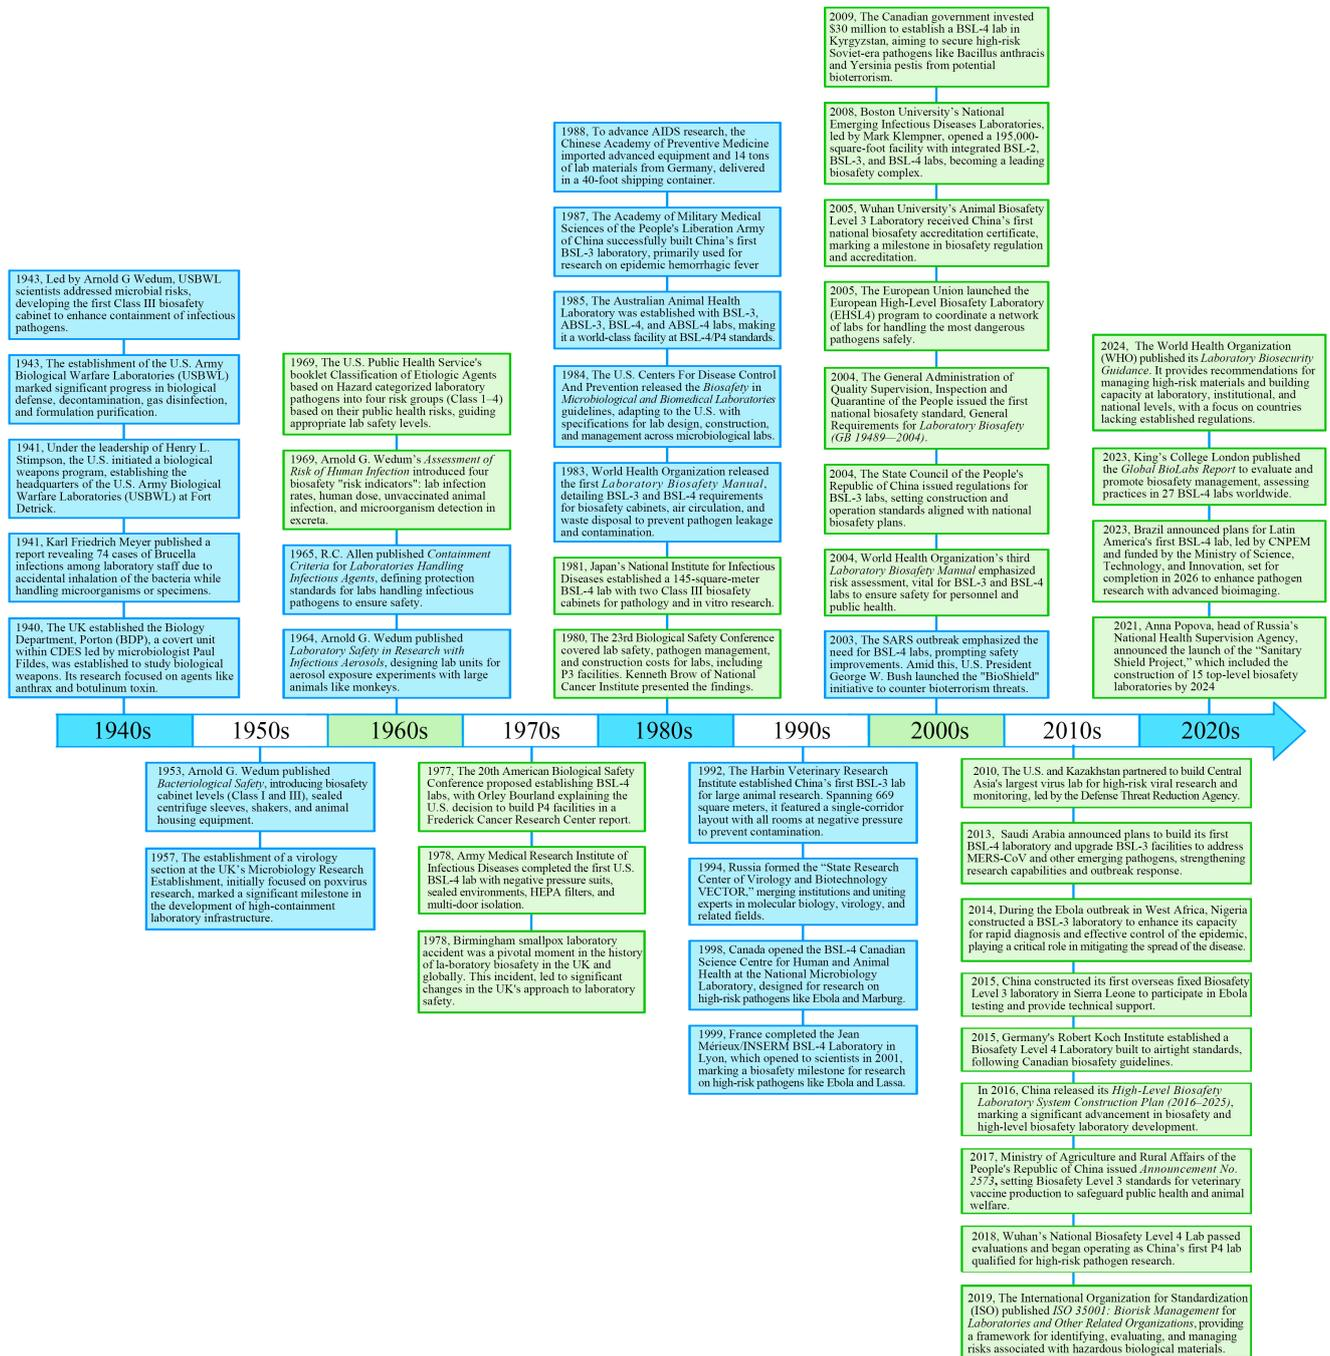 2009, The Canadian government invested
$30 million to establish a BSL-4 lab in
Kyrgyzstan, aiming to secure high-risk
Soviet-era pathogens like Bacillus anthracis
and Yersinia pestis from potential
bioterrorism.
2008, Boston University's National
Emerging Infectious Diseases Laboratories,
led by Mark Klempner, opened a 195,000-
square-foot facility with integrated BSL-2,
BSL-3, and BSL-4 labs, becoming a leading
biosafety complex.
2005, Wuhan University's Animal Biosafety
Level 3 Laboratory received China's first
national biosafety accreditation certificate,
marking a milestone in biosafety regulation
and accreditation.
2005, The European Union launched the
European High-Level Biosafety Laboratory
(EHSL4) program to coordinate a network
of labs for handling the most dangerous
pathogens safely.
2004, The General Administration of
Quality Supervision, Inspection and
Quarantine of the People issued the first
national biosafety standard, General
Requirements for Laboratory Biosafety
(GB 19489—2004).
2004, The State Council of the People's
Republic of China issued regulations for
BSL-3 labs, setting construction and
operation standards aligned with national
biosafety plans.
2004, World Health Organization's third
Laboratory Biosafety Manual emphasized
risk assessment, vital for BSL-3 and BSL-4
labs to ensure safety for personnel and
public health.
2003, The SARS outbreak emphasized the
need for BSL-4 labs, prompting safety
improvements. Amid this, U.S. President
George W. Bush launched the "BioShield"
initiative to counter bioterrorism threats.
1988, To advance AIDS research, the
Chinese Academy of Preventive Medicine
imported advanced equipment and 14 tons
of lab materials from Germany, delivered
in a 40-foot shipping container.
1987, The Academy of Military Medical
Sciences of the People's Liberation Army
of China successfully built China's first
BSL-3 laboratory, primarily used for
research on epidemic hemorrhagic fever
1985, The Australian Animal Health
Laboratory was established with BSL-3,
ABSL-3, BSL-4, and ABSL-4 labs, making
it a world-class facility at BSL-4/P4 standards.
1984, The U.S. Centers For Disease Control
And Prevention released the Biosafety in
Microbiological and Biomedical Laboratories
guidelines, adapting to the U.S. with
specifications for lab design, construction,
and management across microbiological labs.
1983, World Health Organization released
the first Laboratory Biosafety Manual,
detailing BSL-3 and BSL-4 requirements
for biosafety cabinets, air circulation, and
waste disposal to prevent pathogen leakage
and contamination.
1981, Japan's National Institute for Infectious
Diseases established a 145-square-meter
BSL-4 lab with two Class III biosafety
cabinets for pathology and in vitro research.
1980, The 23rd Biological Safety Conference
covered lab safety, pathogen management,
and construction costs for labs, including
P3 facilities. Kenneth Brow of National
Cancer Institute presented the findings.
1943, Led by Arnold G Wedum, USBWL
scientists addressed microbial risks,
developing the first Class III biosafety
cabinet to enhance containment of infectious
pathogens.
1943, The establishment of the U.S. Army
Biological Warfare Laboratories (USBWL)
marked significant progress in biological
defense, decontamination, gas disinfection,
and formulation purification.
1941, Under the leadership of Henry L.
Stimpson, the U.S. initiated a biological
weapons program, establishing the
headquarters of the U.S. Army Biological
Warfare Laboratories (USBWL) at Fort
Detrick.
1941, Karl Friedrich Meyer published a
report revealing 74 cases of Brucella
infections among laboratory staff due to
accidental inhalation of the bacteria while
handling microorganisms or specimens.
1940, The UK established the Biology
Department, Porton (BDP), a covert unit
within CDES led by microbiologist Paul
Fildes, was established to study biological
weapons. Its research focused on agents like
anthrax and botulinum toxin.
1969, The U.S. Public Health Service's
booklet Classification of Etiologic Agents
based on Hazard categorized laboratory
pathogens into four risk groups (Class 1–4)
based on their public health risks, guiding
appropriate lab safety levels.
1969, Arnold G. Wedum's Assessment of
Risk of Human Infection introduced four
biosafety "risk indicators": lab infection
rates, human dose, unvaccinated animal
infection, and microorganism detection in
excreta.
1965, R.C. Allen published Containment
Criteria for Laboratories Handling
Infectious Agents, defining protection
standards for labs handling infectious
pathogens to ensure safety.
1964, Arnold G. Wedum published
Laboratory Safety in Research with
Infectious Aerosols, designing lab units for
aerosol exposure experiments with large
animals like monkeys.
2024, The World Health Organization
(WHO) published its Laboratory Biosecurity
Guidance. It provides recommendations for
managing high-risk materials and building
capacity at laboratory, institutional, and
national levels, with a focus on countries
lacking established regulations.
2023, King's College London published
the Global BioLabs Report to evaluate and
promote biosafety management, assessing
practices in 27 BSL-4 labs worldwide.
2023, Brazil announced plans for Latin
America's first BSL-4 lab, led by CNPEM
and funded by the Ministry of Science,
Technology, and Innovation, set for
completion in 2026 to enhance pathogen
research with advanced bioimaging.
2021, Anna Popova, head of Russia's
National Health Supervision Agency,
announced the launch of the “Sanitary
Shield Project,” which included the
construction of 15 top-level biosafety
laboratories by 2024
1940s 1950s 1960s 1970s 1980s 1990s 2000s 2010s 2020s
1953, Arnold G. Wedum published
Bacteriological Safety, introducing biosafety
cabinet levels (Class I and III), sealed
centrifuge sleeves, shakers, and animal
housing equipment.
1957, The establishment of a virology
section at the UK's Microbiology Research
Establishment, initially focused on poxvirus
research, marked a significant milestone in
the development of high-containment
laboratory infrastructure.
1977, The 20th American Biological Safety
Conference proposed establishing BSL-4
labs, with Orley Bourland explaining the
U.S. decision to build P4 facilities in a
Frederick Cancer Research Center report.
1978, Army Medical Research Institute of
Infectious Diseases completed the first U.S.
BSL-4 lab with negative pressure suits,
sealed environments, HEPA filters, and
multi-door isolation.
1978, Birmingham smallpox laboratory
accident was a pivotal moment in the history
of la-boratory biosafety in the UK and
globally. This incident, led to significant
changes in the UK's approach to laboratory
safety.
1992, The Harbin Veterinary Research
Institute established China's first BSL-3 lab
for large animal research. Spanning 669
square meters, it featured a single-corridor
layout with all rooms at negative pressure
to prevent contamination.
1994, Russia formed the “State Research
Center of Virology and Biotechnology
VECTOR,” merging institutions and uniting
experts in molecular biology, virology, and
related fields.
1998, Canada opened the BSL-4 Canadian
Science Centre for Human and Animal
Health at the National Microbiology
Laboratory, designed for research on
high-risk pathogens like Ebola and Marburg.
1999, France completed the Jean
Mérieux/INSERM BSL-4 Laboratory in
Lyon, which opened to scientists in 2001,
marking a biosafety milestone for research
on high-risk pathogens like Ebola and Lassa.
2010, The U.S. and Kazakhstan partnered to build Central
Asia's largest virus lab for high-risk viral research and
monitoring, led by the Defense Threat Reduction Agency.
2013, Saudi Arabia announced plans to build its first
BSL-4 laboratory and upgrade BSL-3 facilities to address
MERS-CoV and other emerging pathogens, strengthening
research capabilities and outbreak response.
2014, During the Ebola outbreak in West Africa, Nigeria
constructed a BSL-3 laboratory to enhance its capacity
for rapid diagnosis and effective control of the epidemic,
playing a critical role in mitigating the spread of the disease.
2015, China constructed its first overseas fixed Biosafety
Level 3 laboratory in Sierra Leone to participate in Ebola
testing and provide technical support.
2015, Germany's Robert Koch Institute established a
Biosafety Level 4 Laboratory built to airtight standards,
following Canadian biosafety guidelines.
In 2016, China released its High-Level Biosafety
Laboratory System Construction Plan (2016–2025),
marking a significant advancement in biosafety and
high-level biosafety laboratory development.
2017, Ministry of Agriculture and Rural Affairs of the
People's Republic of China issued Announcement No.
2573, setting Biosafety Level 3 standards for veterinary
vaccine production to safeguard public health and animal
welfare.
2018, Wuhan's National Biosafety Level 4 Lab passed
evaluations and began operating as China's first P4 lab
qualified for high-risk pathogen research.
2019, The International Organization for Standardization
(ISO) published ISO 35001: Biorisk Management for
Laboratories and Other Related Organizations, providing
a framework for identifying, evaluating, and managing
risks associated with hazardous biological materials.